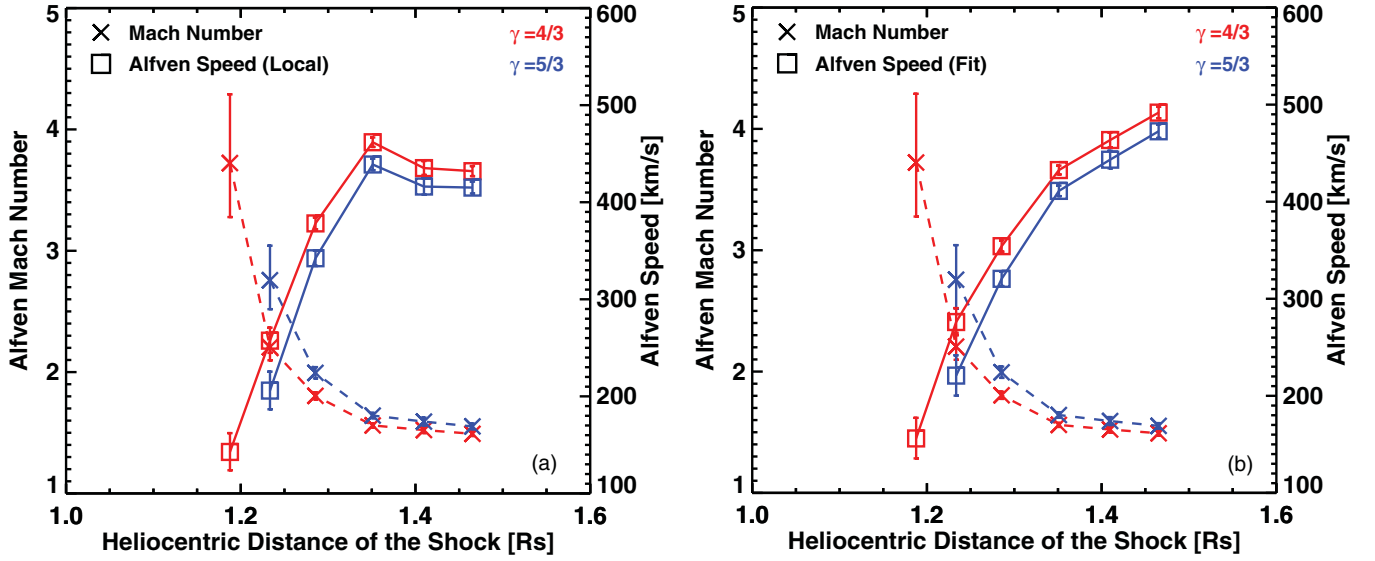 5
4
3
2
1
Alfven Mach Number
× Mach Number
□ Alfven Speed (Local)
γ =4/3
γ =5/3
(a)
600
500
400
300
200
100
Alfven Speed [km/s]
1.0 1.2 1.4 1.6
Heliocentric Distance of the Shock [Rs]
5
4
3
2
1
Alfven Mach Number
× Mach Number
□ Alfven Speed (Fit)
γ =4/3
γ =5/3
(b)
600
500
400
300
200
100
Alfven Speed [km/s]
1.0 1.2 1.4 1.6
Heliocentric Distance of the Shock [Rs]